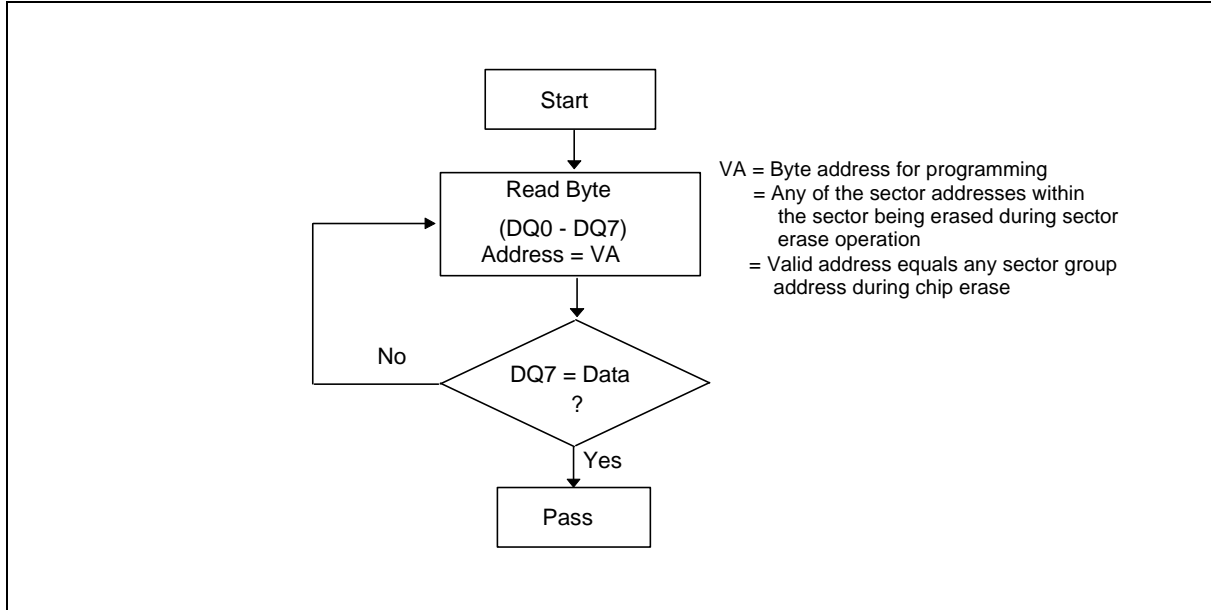 Start
Read Byte
(DQ0 - DQ7)
Address = VA
VA = Byte address for programming
= Any of the sector addresses within
the sector being erased during sector
erase operation
= Valid address equals any sector group
address during chip erase
No
DQ7 = Data
?
Yes
Pass